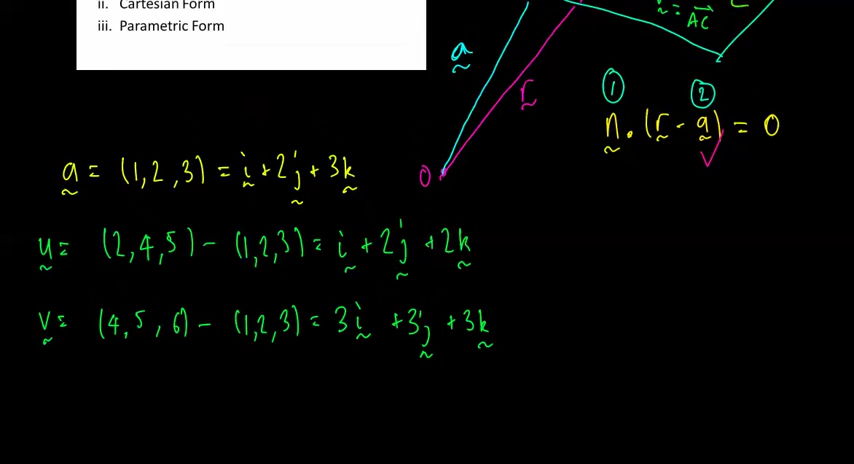 ii. Cartesian Form
iii. Parametric Form
a
r
= AC
1 2
n . (r - a) = 0
0
a = (1,2,3) = i + 2j + 3k
u = (2,4,5) - (1,2,3) = i + 2j + 2k
v = (4,5,6) - (1,2,3) = 3i + 3j + 3k